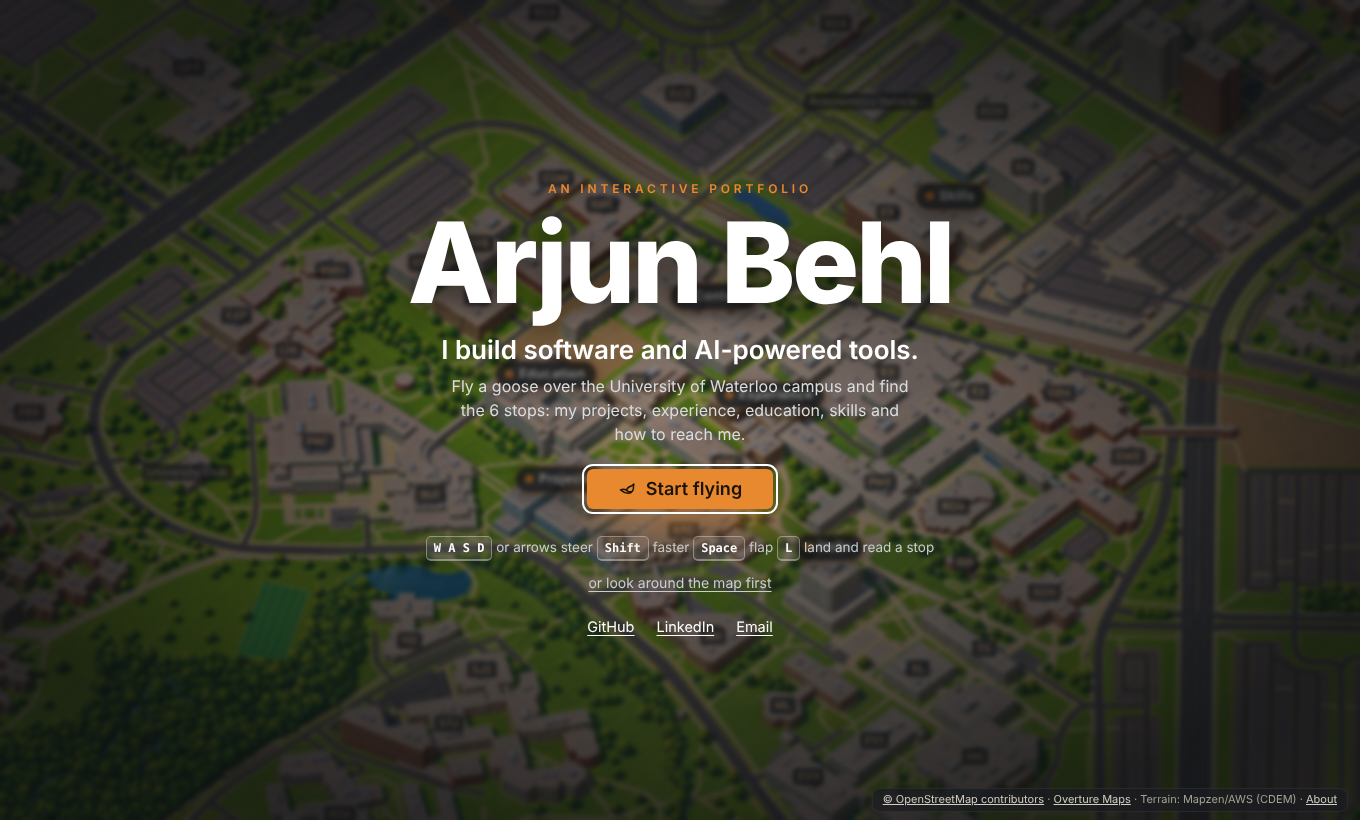 AN INTERACTIVE PORTFOLIO
Arjun Behl
I build software and AI-powered tools.
Fly a goose over the University of Waterloo campus and find
the 6 stops: my projects, experience, education, skills and
how to reach me.
Start flying
W A S D or arrows steer Shift faster Space flap L land and read a stop
or look around the map first
GitHub LinkedIn Email
© OpenStreetMap contributors · Overture Maps · Terrain: Mapzen/AWS (CDEM) · About